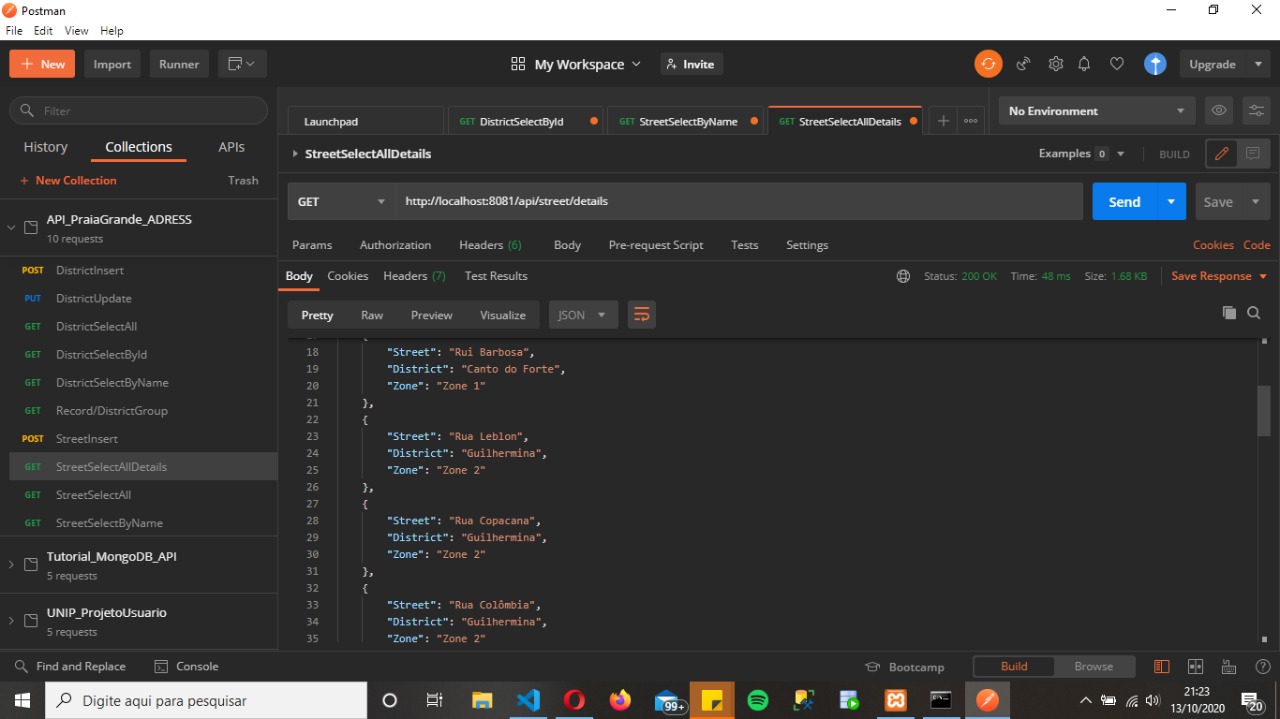 Postman
File Edit View Help
New Import Runner My Workspace Invite Upgrade
Filter
History Collections APIs
+ New Collection Trash
API_PraiaGrande_ADRESS
10 requests
POST DistrictInsert
PUT DistrictUpdate
GET DistrictSelectAll
GET DistrictSelectById
GET DistrictSelectByName
GET Record/DistrictGroup
POST StreetInsert
GET StreetSelectAllDetails
GET StreetSelectAll
GET StreetSelectByName
Tutorial_MongoDB_API
5 requests
UNIP_ProjetoUsuario
5 requests
Launchpad GET DistrictSelectById GET StreetSelectByName GET StreetSelectAllDetails No Environment
StreetSelectAllDetails Examples 0 BUILD
GET http://localhost:8081/api/street/details Send Save
Params Authorization Headers (6) Body Pre-request Script Tests Settings Cookies Code
Body Cookies Headers (7) Test Results Status: 200 OK Time: 48 ms Size: 1.68 KB Save Response
Pretty Raw Preview Visualize JSON
18 "Street": "Rui Barbosa",
19 "District": "Canto do Forte",
20 "Zone": "Zone 1"
21 },
22 {
23 "Street": "Rua Leblon",
24 "District": "Guilhermina",
25 "Zone": "Zone 2"
26 },
27 {
28 "Street": "Rua Copacana",
29 "District": "Guilhermina",
30 "Zone": "Zone 2"
31 },
32 {
33 "Street": "Rua Colômbia",
34 "District": "Guilhermina",
35 "Zone": "Zone 2"
Find and Replace Console Bootcamp Build Browse
Digite aqui para pesquisar 99+ 21:23
13/10/2020 20